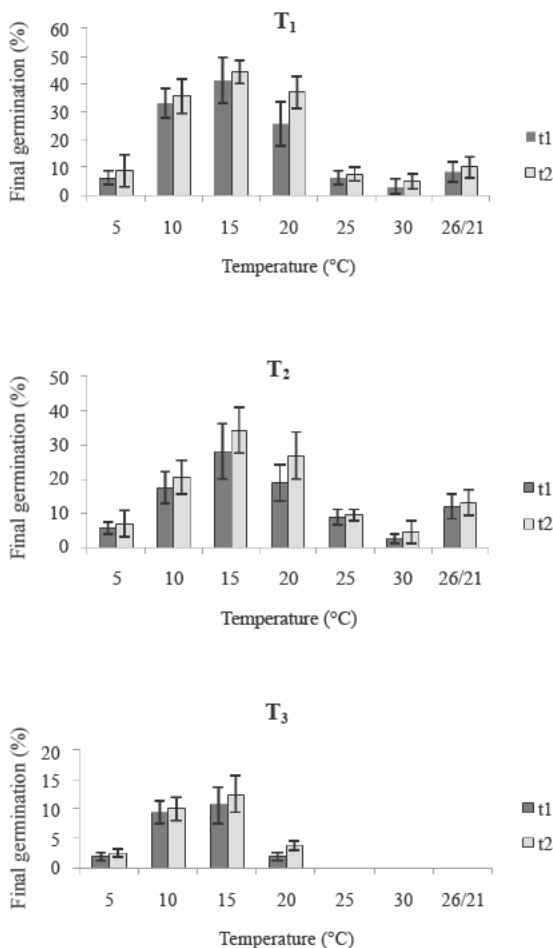 T₁
Final germination (%)
60
50
40
30
20
10
0
5 10 15 20 25 30 26/21
Temperature (°C)
t1
t2
T₂
Final germination (%)
50
40
30
20
10
0
5 10 15 20 25 30 26/21
Temperature (°C)
t1
t2
T₃
Final germination (%)
20
15
10
5
0
5 10 15 20 25 30 26/21
Temperature (°C)
t1
t2